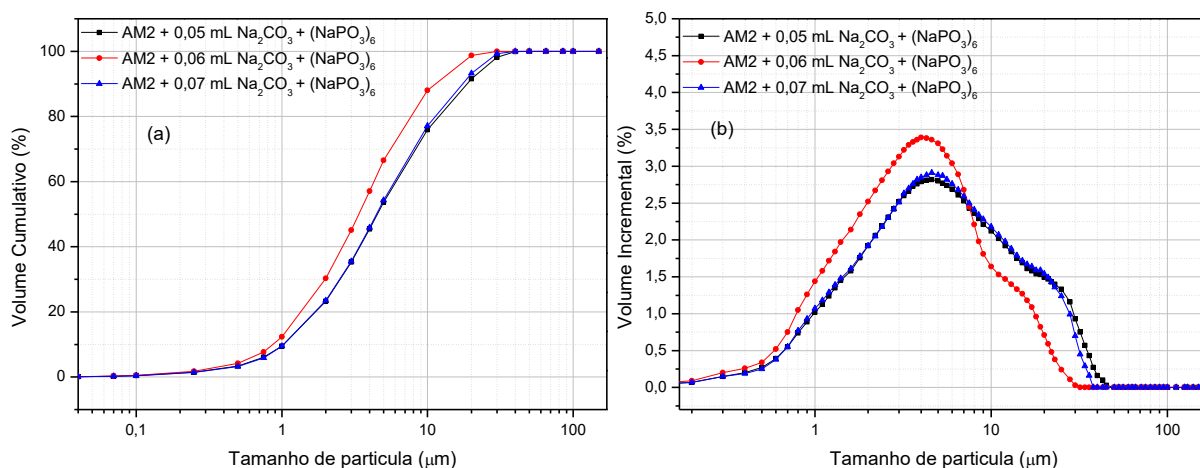 AM2 + 0,05 mL Na₂CO₃ + (NaPO₃)₆
AM2 + 0,06 mL Na₂CO₃ + (NaPO₃)₆
AM2 + 0,07 mL Na₂CO₃ + (NaPO₃)₆
(a)
Volume Cumulativo (%)
100
80
60
40
20
0
0,1
1
10
100
Tamanho de particula (μm)
AM2 + 0,05 mL Na₂CO₃ + (NaPO₃)₆
AM2 + 0,06 mL Na₂CO₃ + (NaPO₃)₆
AM2 + 0,07 mL Na₂CO₃ + (NaPO₃)₆
(b)
Volume Incremental (%)
5,0
4,5
4,0
3,5
3,0
2,5
2,0
1,5
1,0
0,5
0,0
1
10
100
Tamanho de particula (μm)